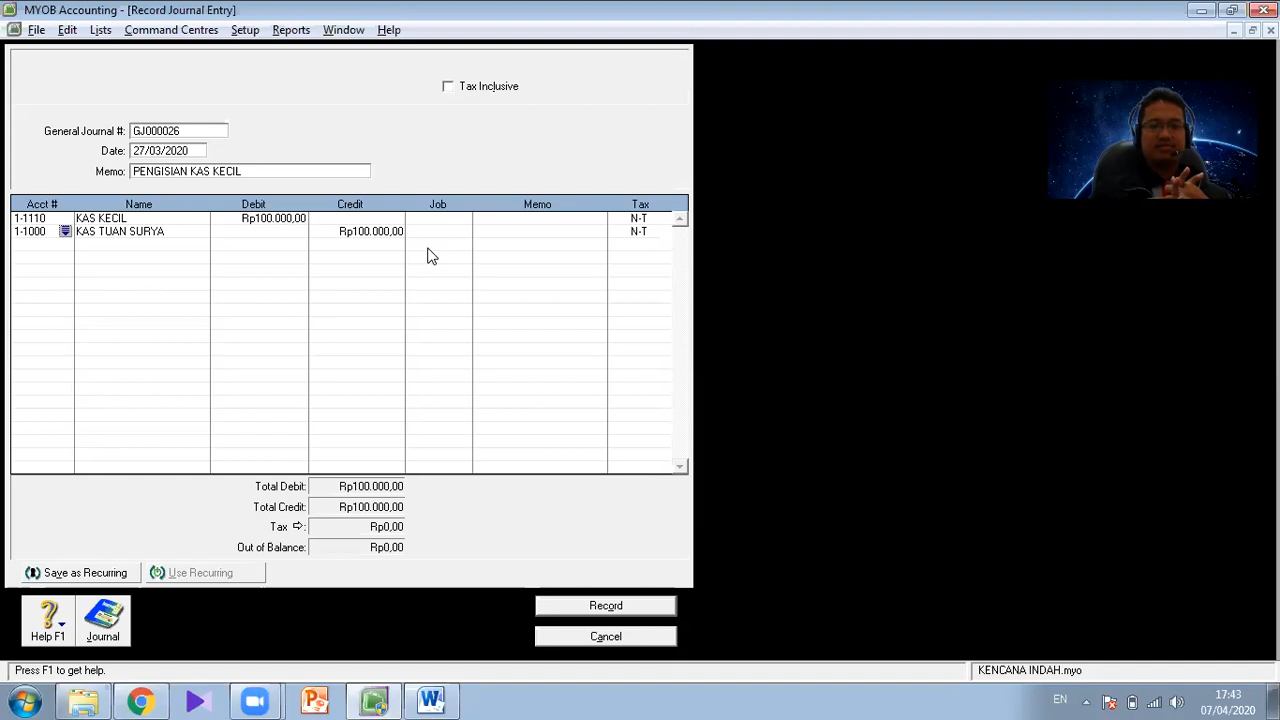 MYOB Accounting - [Record Journal Entry]
File Edit Lists Command Centres Setup Reports Window Help
Tax Inclusive
General Journal #: GJ000026
Date: 27/03/2020
Memo: PENGISIAN KAS KECIL
Acct # Name Debit Credit Job Memo Tax
1-1110 KAS KECIL Rp100.000,00 N-T
1-1000 KAS TUAN SURYA Rp100.000,00 N-T
Total Debit: Rp100.000,00
Total Credit: Rp100.000,00
Tax ⇨: Rp0,00
Out of Balance: Rp0,00
Save as Recurring Use Recurring
Help F1 Journal
Record
Cancel
Press F1 to get help. KENCANA INDAH.myo
EN 17:43
07/04/2020